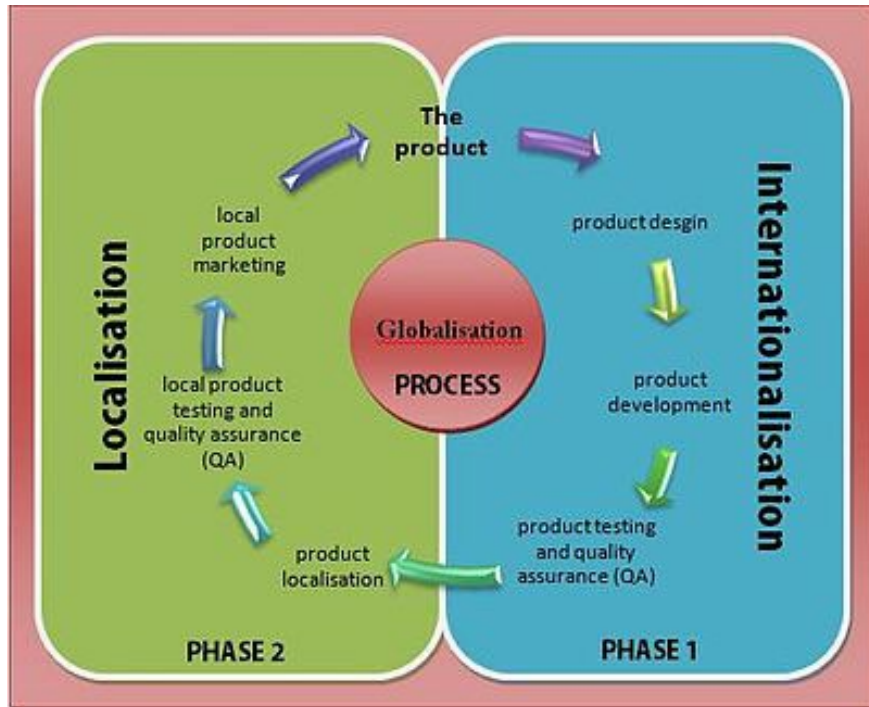 The
product
product desgin
product
development
product testing
and quality
assurance (QA)
Internationalisation
PHASE 1
product
localisation
local product
testing and
quality assurance
(QA)
local
product
marketing
Localisation
PHASE 2
Globalisation
PROCESS